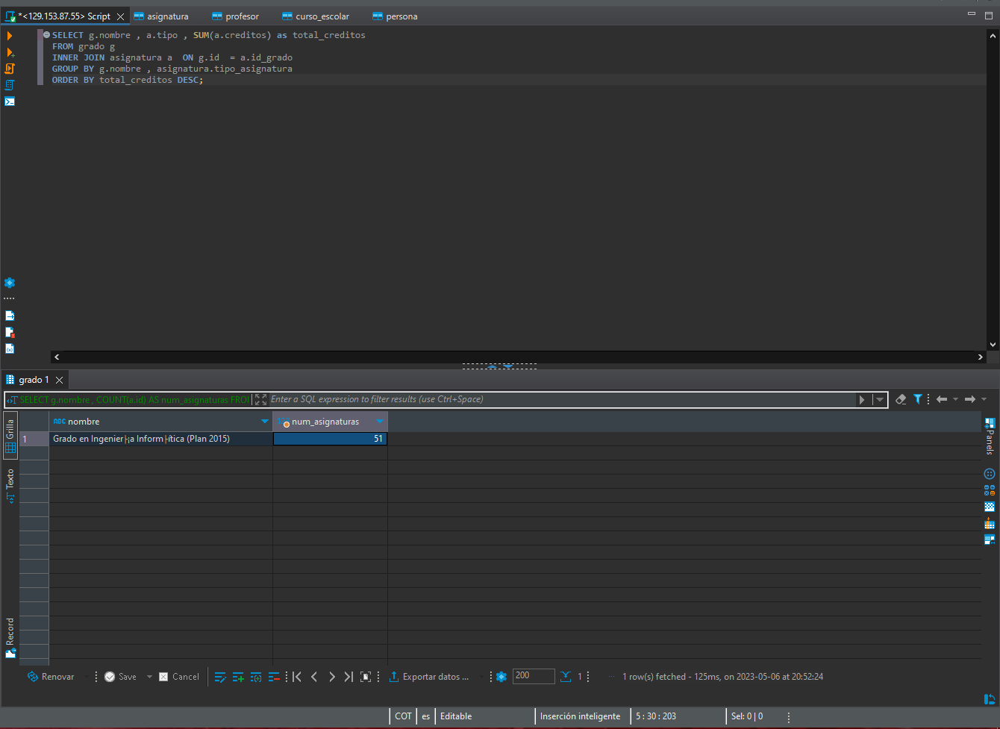 *<129.153.87.55> Script
asignatura
profesor
curso_escolar
persona
SELECT g.nombre , a.tipo , SUM(a.creditos) as total_creditos
FROM grado g
INNER JOIN asignatura a  ON g.id  = a.id_grado
GROUP BY g.nombre , asignatura.tipo_asignatura
ORDER BY total_creditos DESC;
grado 1
SELECT g.nombre , COUNT(a.id) AS num_asignaturas FROI
Enter a SQL expression to filter results (use Ctrl+Space)
Grilla
Texto
Record
ABC nombre
num_asignaturas
1
Grado en Ingenier├¡a Inform├ítica (Plan 2015)
51
Panels
Renovar
Save
Cancel
Exportar datos ...
200
1
1 row(s) fetched - 125ms, on 2023-05-06 at 20:52:24
COT
es
Editable
Inserción inteligente
5 : 30 : 203
Sel: 0 | 0